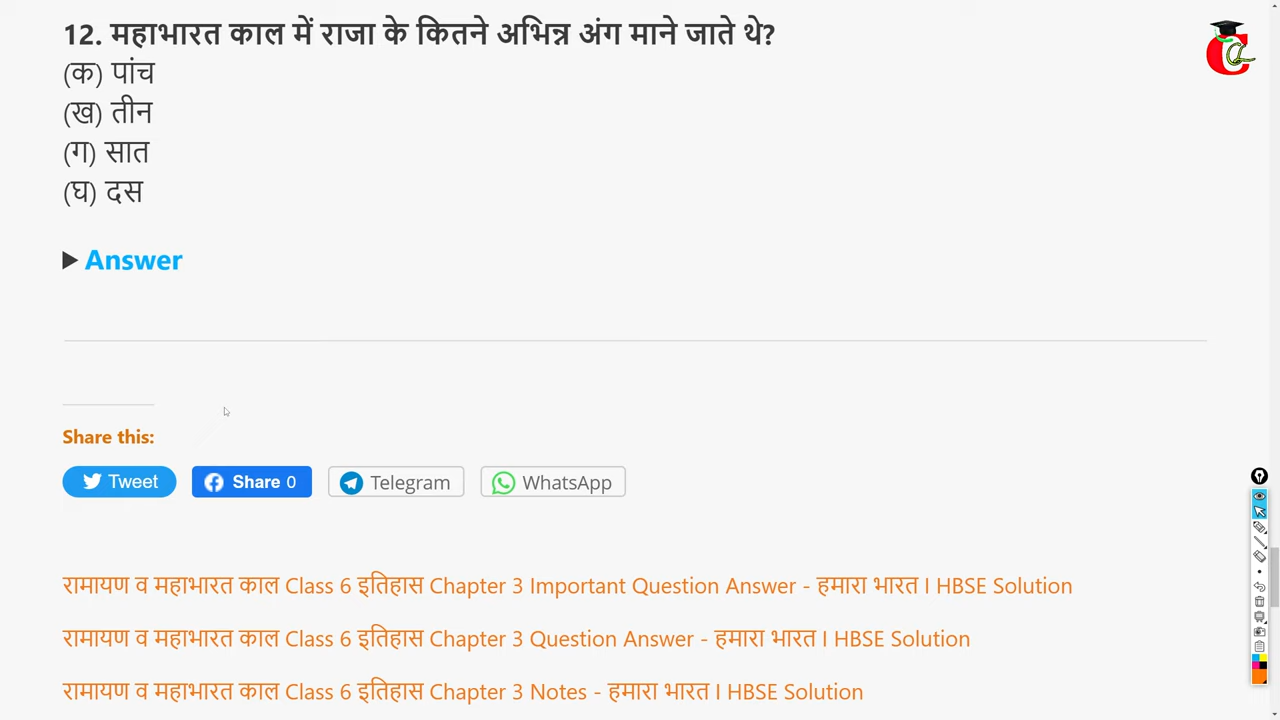 12. महाभारत काल में राजा के कितने अभिन्न अंग माने जाते थे?
(क) पांच
(ख) तीन
(ग) सात
(घ) दस
Answer
Share this:
Tweet
Share 0
Telegram
WhatsApp
रामायण व महाभारत काल Class 6 इतिहास Chapter 3 Important Question Answer - हमारा भारत I HBSE Solution
रामायण व महाभारत काल Class 6 इतिहास Chapter 3 Question Answer - हमारा भारत I HBSE Solution
रामायण व महाभारत काल Class 6 इतिहास Chapter 3 Notes - हमारा भारत I HBSE Solution